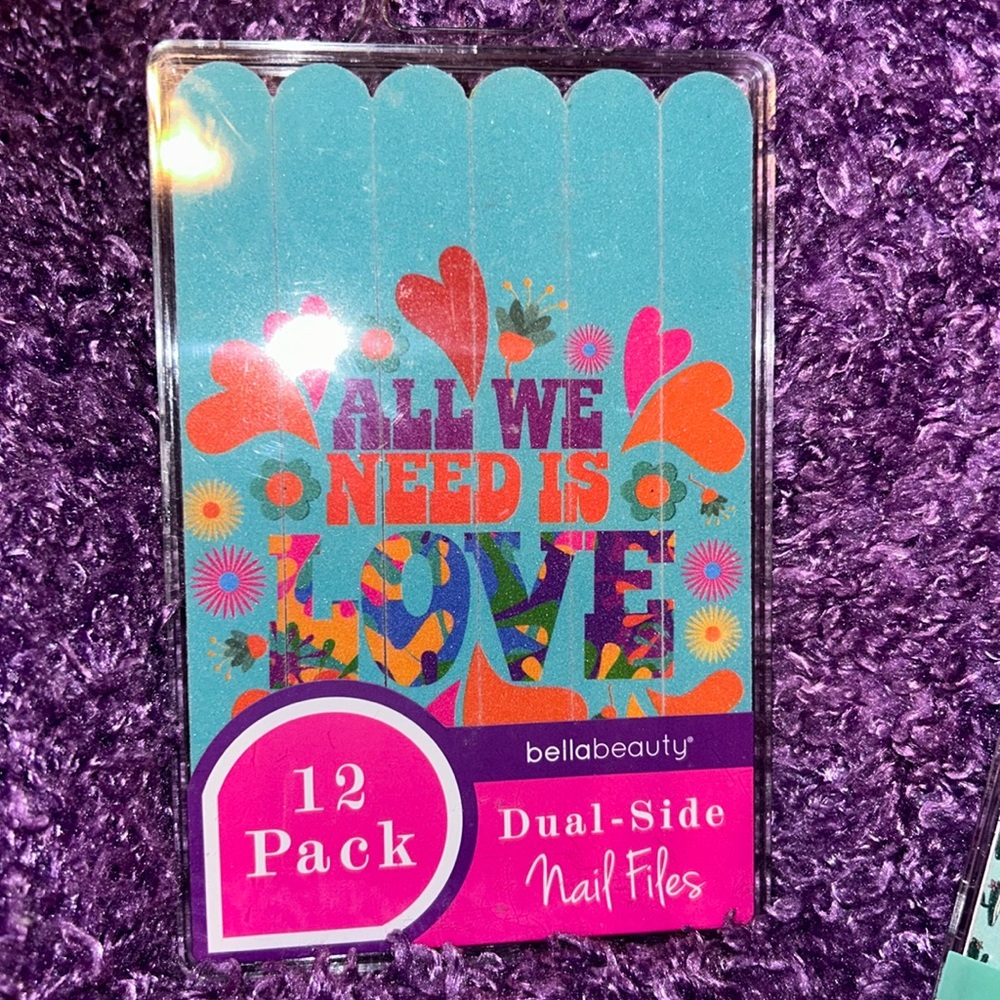 ALL WE
NEED IS
LOVE
bellabeauty®
12
Pack
Dual-Side
Nail Files